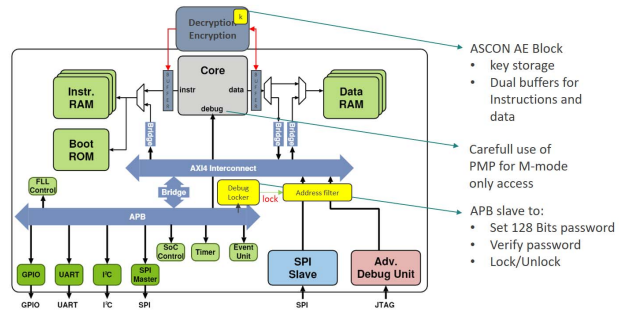 Decryption
Encryption
k
BUFFER
BUFFER
Core
instr
data
debug
Instr.
RAM
Data
RAM
Boot
ROM
Bridge
Bridge
Bridge
AXI4 Interconnect
FLL
Control
Bridge
Debug
Locker
lock
Address filter
APB
SoC
Control
Timer
Event
Unit
SPI
Slave
Adv.
Debug Unit
GPIO
UART
I²C
SPI
Master
GPIO
UART
I²C
SPI
SPI
JTAG
ASCON AE Block
• key storage
• Dual buffers for
Instructions and
data
Carefull use of
PMP for M-mode
only access
APB slave to:
• Set 128 Bits password
• Verify password
• Lock/Unlock